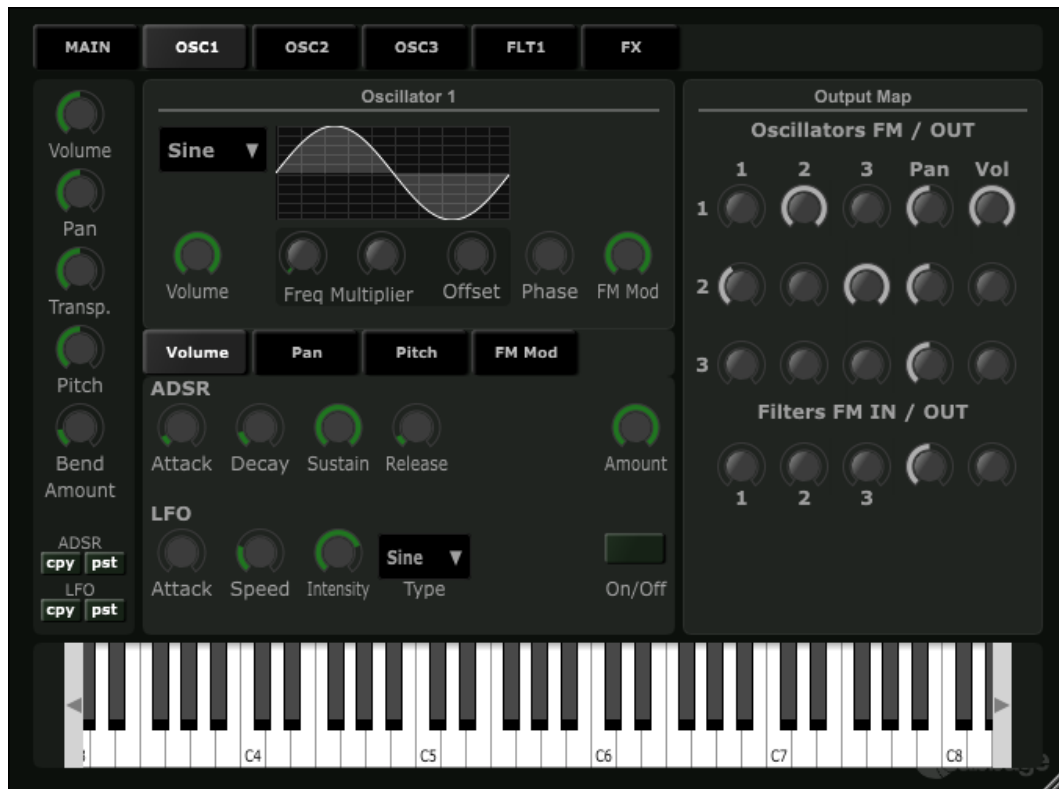 MAIN OSC1 OSC2 OSC3 FLT1 FX
Volume
Pan
Transp.
Pitch
Bend
Amount
ADSR
cpy pst
LFO
cpy pst
Oscillator 1
Sine ▼
Volume Freq Multiplier Offset Phase FM Mod
Volume Pan Pitch FM Mod
ADSR
Attack Decay Sustain Release Amount
LFO
Sine ▼
Attack Speed Intensity Type On/Off
Output Map
Oscillators FM / OUT
1 2 3 Pan Vol
1
2
3
Filters FM IN / OUT
1 2 3
C4 C5 C6 C7 C8